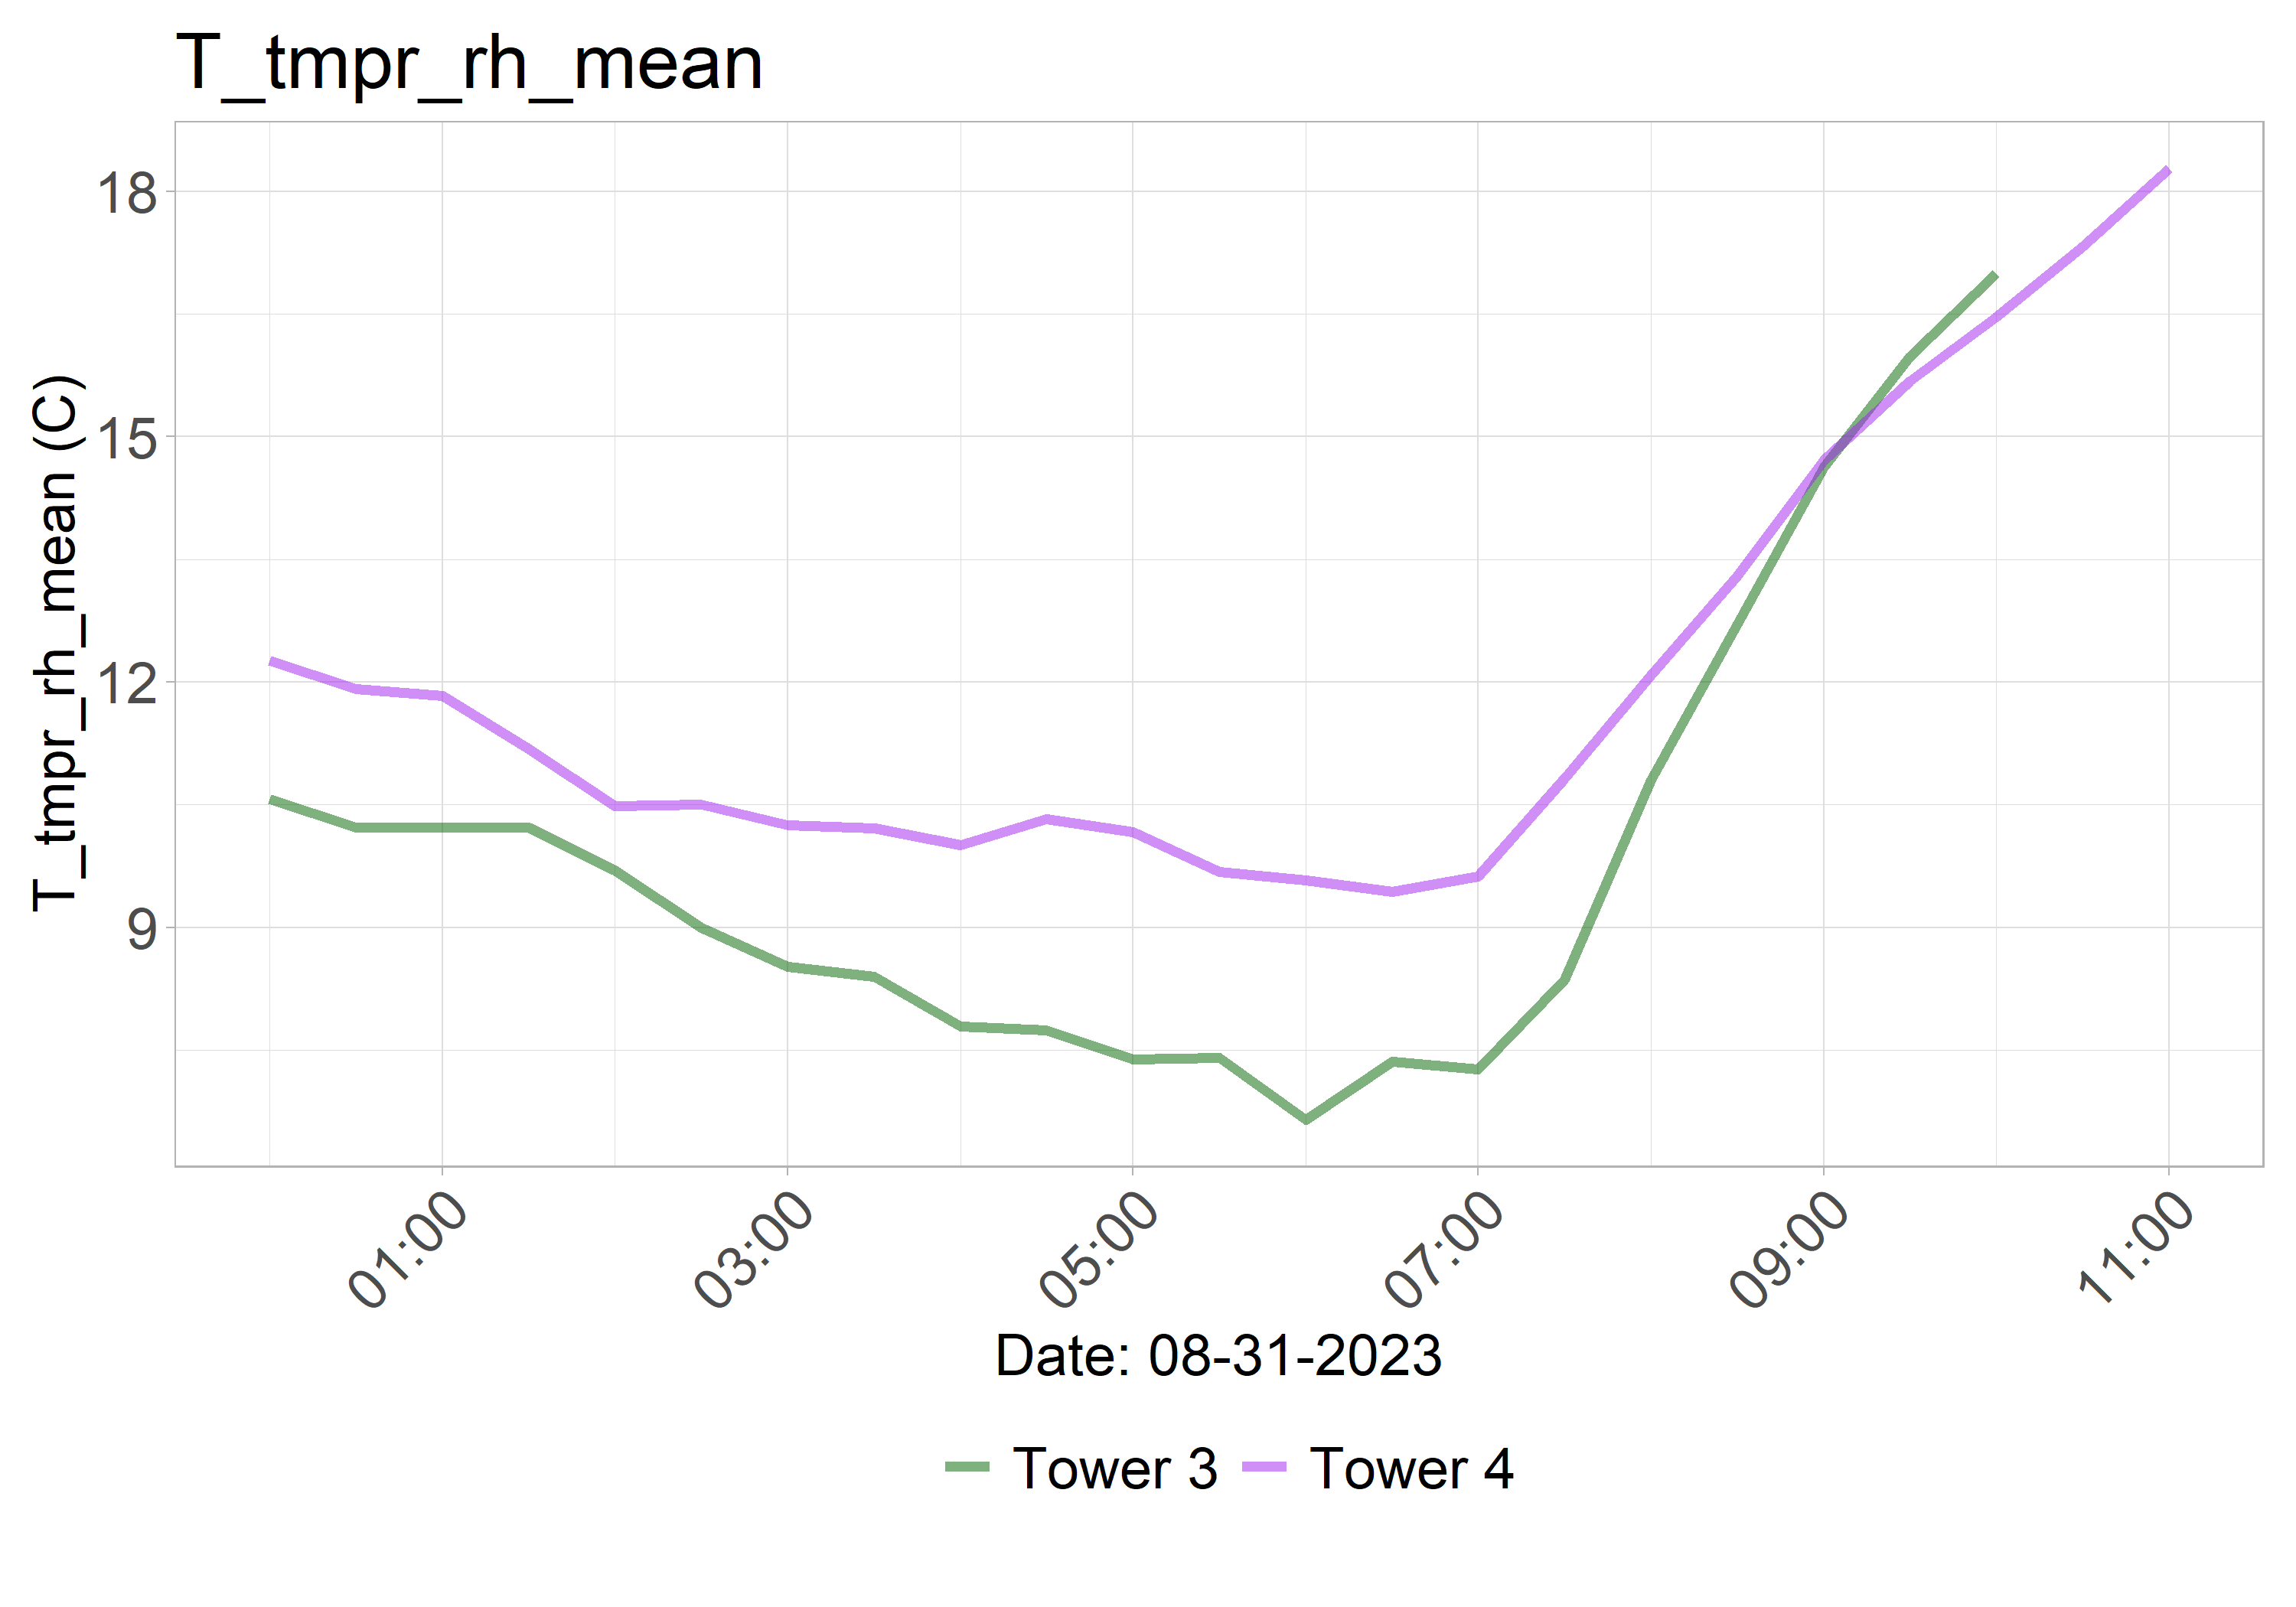 T_tmpr_rh_mean
T_tmpr_rh_mean (C)
18
15
12
9
01:00
03:00
05:00
07:00
09:00
11:00
Date: 08-31-2023
Tower 3
Tower 4